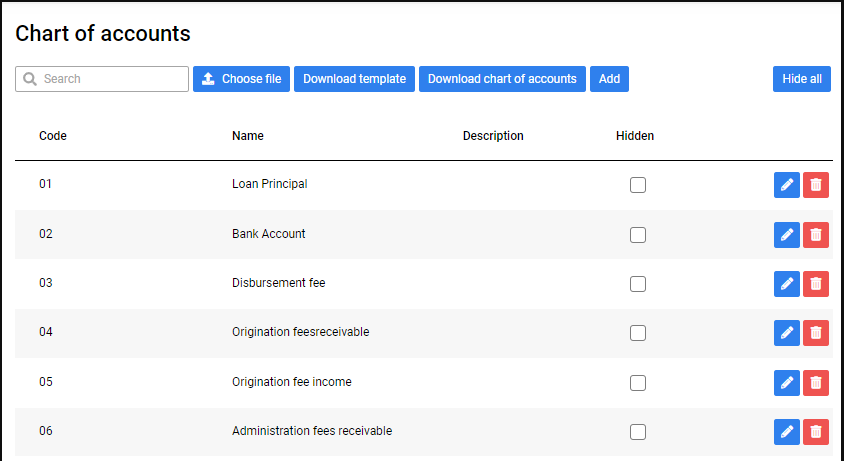 Chart of accounts
Search Choose file Download template Download chart of accounts Add Hide all
Code Name Description Hidden
01 Loan Principal
02 Bank Account
03 Disbursement fee
04 Origination feesreceivable
05 Origination fee income
06 Administration fees receivable